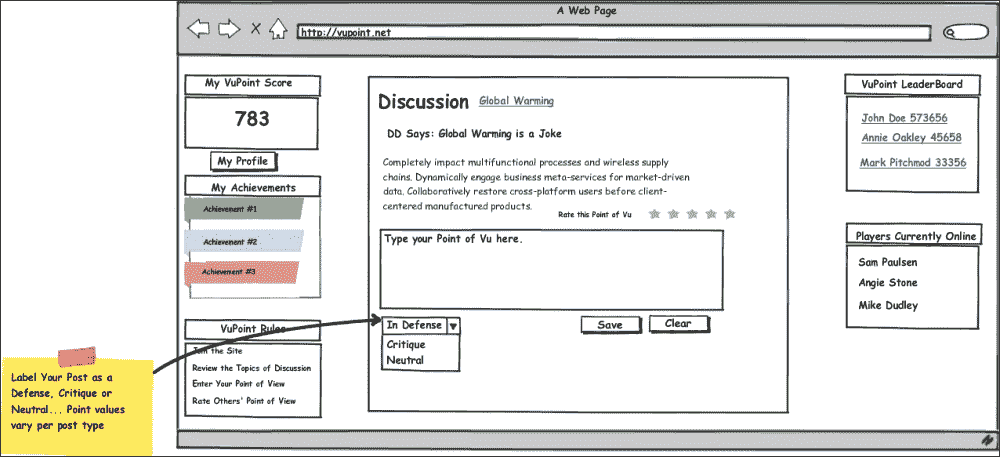 A Web Page
http://vupoint.net
My VuPoint Score
783
My Profile
My Achievements
Achievement #1
Achievement #2
Achievement #3
VuPoint Rules
Join the Site
Review the Topics of Discussion
Enter Your Point of View
Rate Others' Point of View
Label Your Post as a
Defense, Critique or
Neutral... Point values
vary per post type
Discussion Global Warming
DD Says: Global Warming is a Joke
Completely impact multifunctional processes and wireless supply
chains. Dynamically engage business meta-services for market-driven
data. Collaboratively restore cross-platform users before client-
centered manufactured products.
Rate this Point of Vu
Type your Point of Vu here.
In Defense
Critique
Neutral
Save
Clear
VuPoint LeaderBoard
John Doe 573656
Annie Oakley 45658
Mark Pitchmod 33356
Players Currently Online
Sam Paulsen
Angie Stone
Mike Dudley